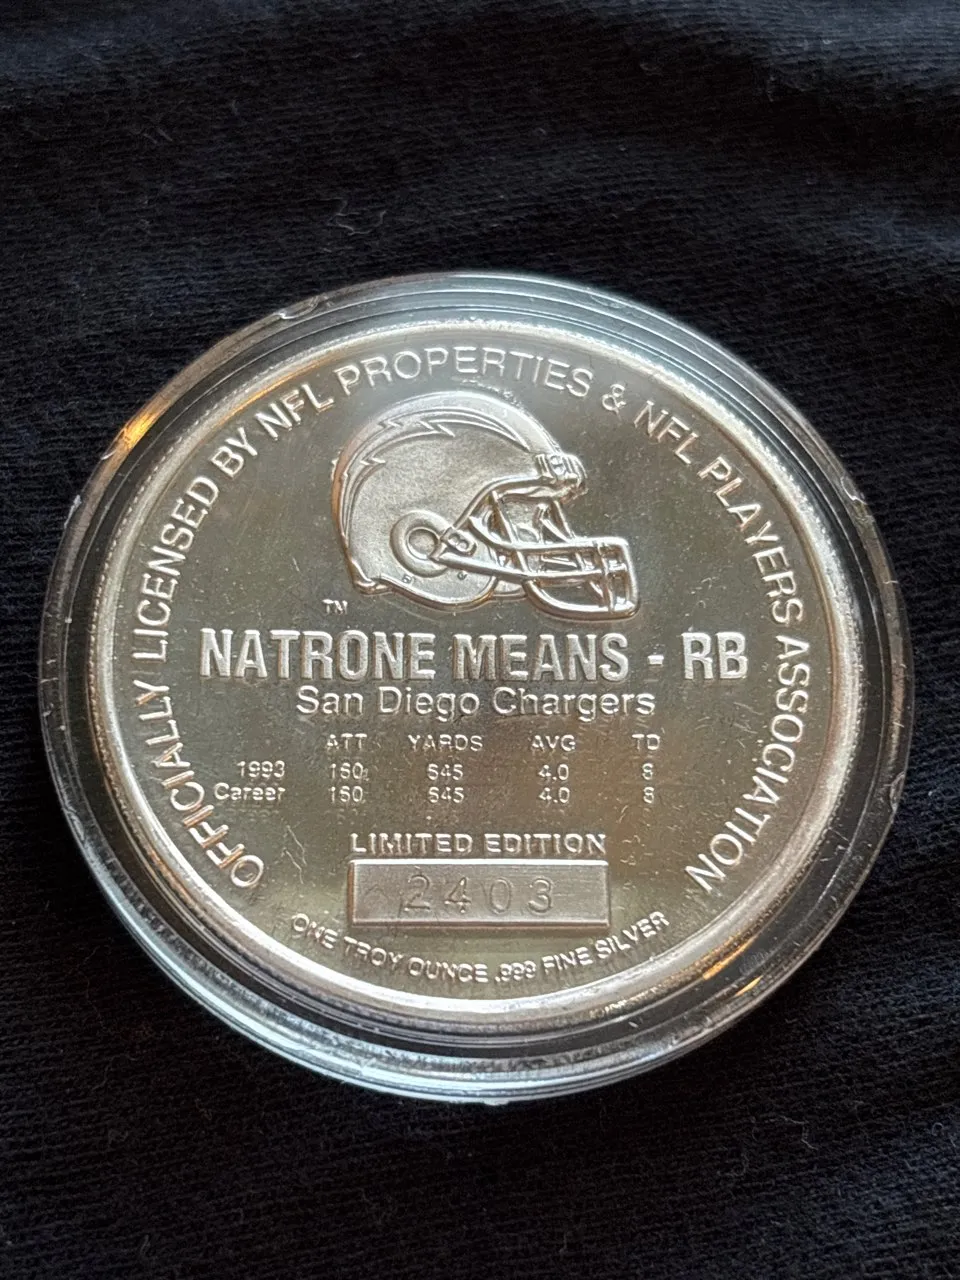 OFFICIALLY LICENSED BY NFL PROPERTIES & NFL PLAYERS ASSOCIATION
TM
NATRONE MEANS - RB
San Diego Chargers
ATT YARDS AVG TD
1993 160 645 4.0 8
Career 160 645 4.0 8
LIMITED EDITION
2403
ONE TROY OUNCE .999 FINE SILVER